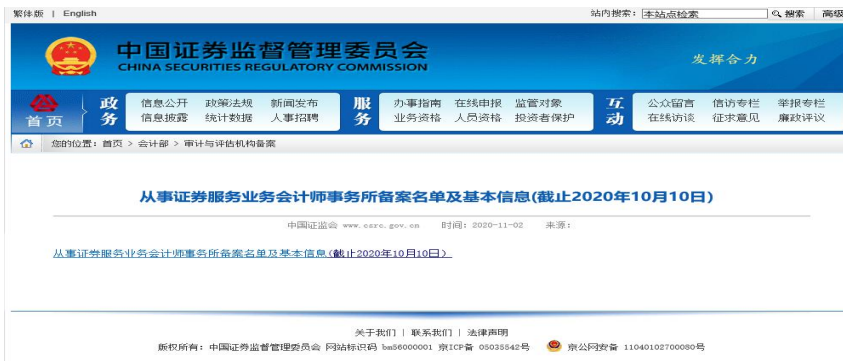 繁体版 | English 站内搜索: 本站点检索 搜索 高级
中国证券监督管理委员会
CHINA SECURITIES REGULATORY COMMISSION
发挥合力
首页 政务 信息公开 政策法规 新闻发布 服务 办事指南 在线申报 监管对象 互动 公众留言 信访专栏 举报专栏
信息披露 统计数据 人事招聘 业务资格 人员资格 投资者保护 在线访谈 征求意见 廉政评议
您的位置: 首页 > 会计部 > 审计与评估机构备案
从事证券服务业务会计师事务所备案名单及基本信息(截止2020年10月10日)
中国证监会 www.csrc.gov.cn 时间: 2020-11-02 来源:
从事证券服务业务会计师事务所备案名单及基本信息(截止2020年10月10日)
关于我们 | 联系我们 | 法律声明
版权所有: 中国证券监督管理委员会 网站标识码 bm56000001 京ICP备 05035542号 京公网安备 11040102700080号